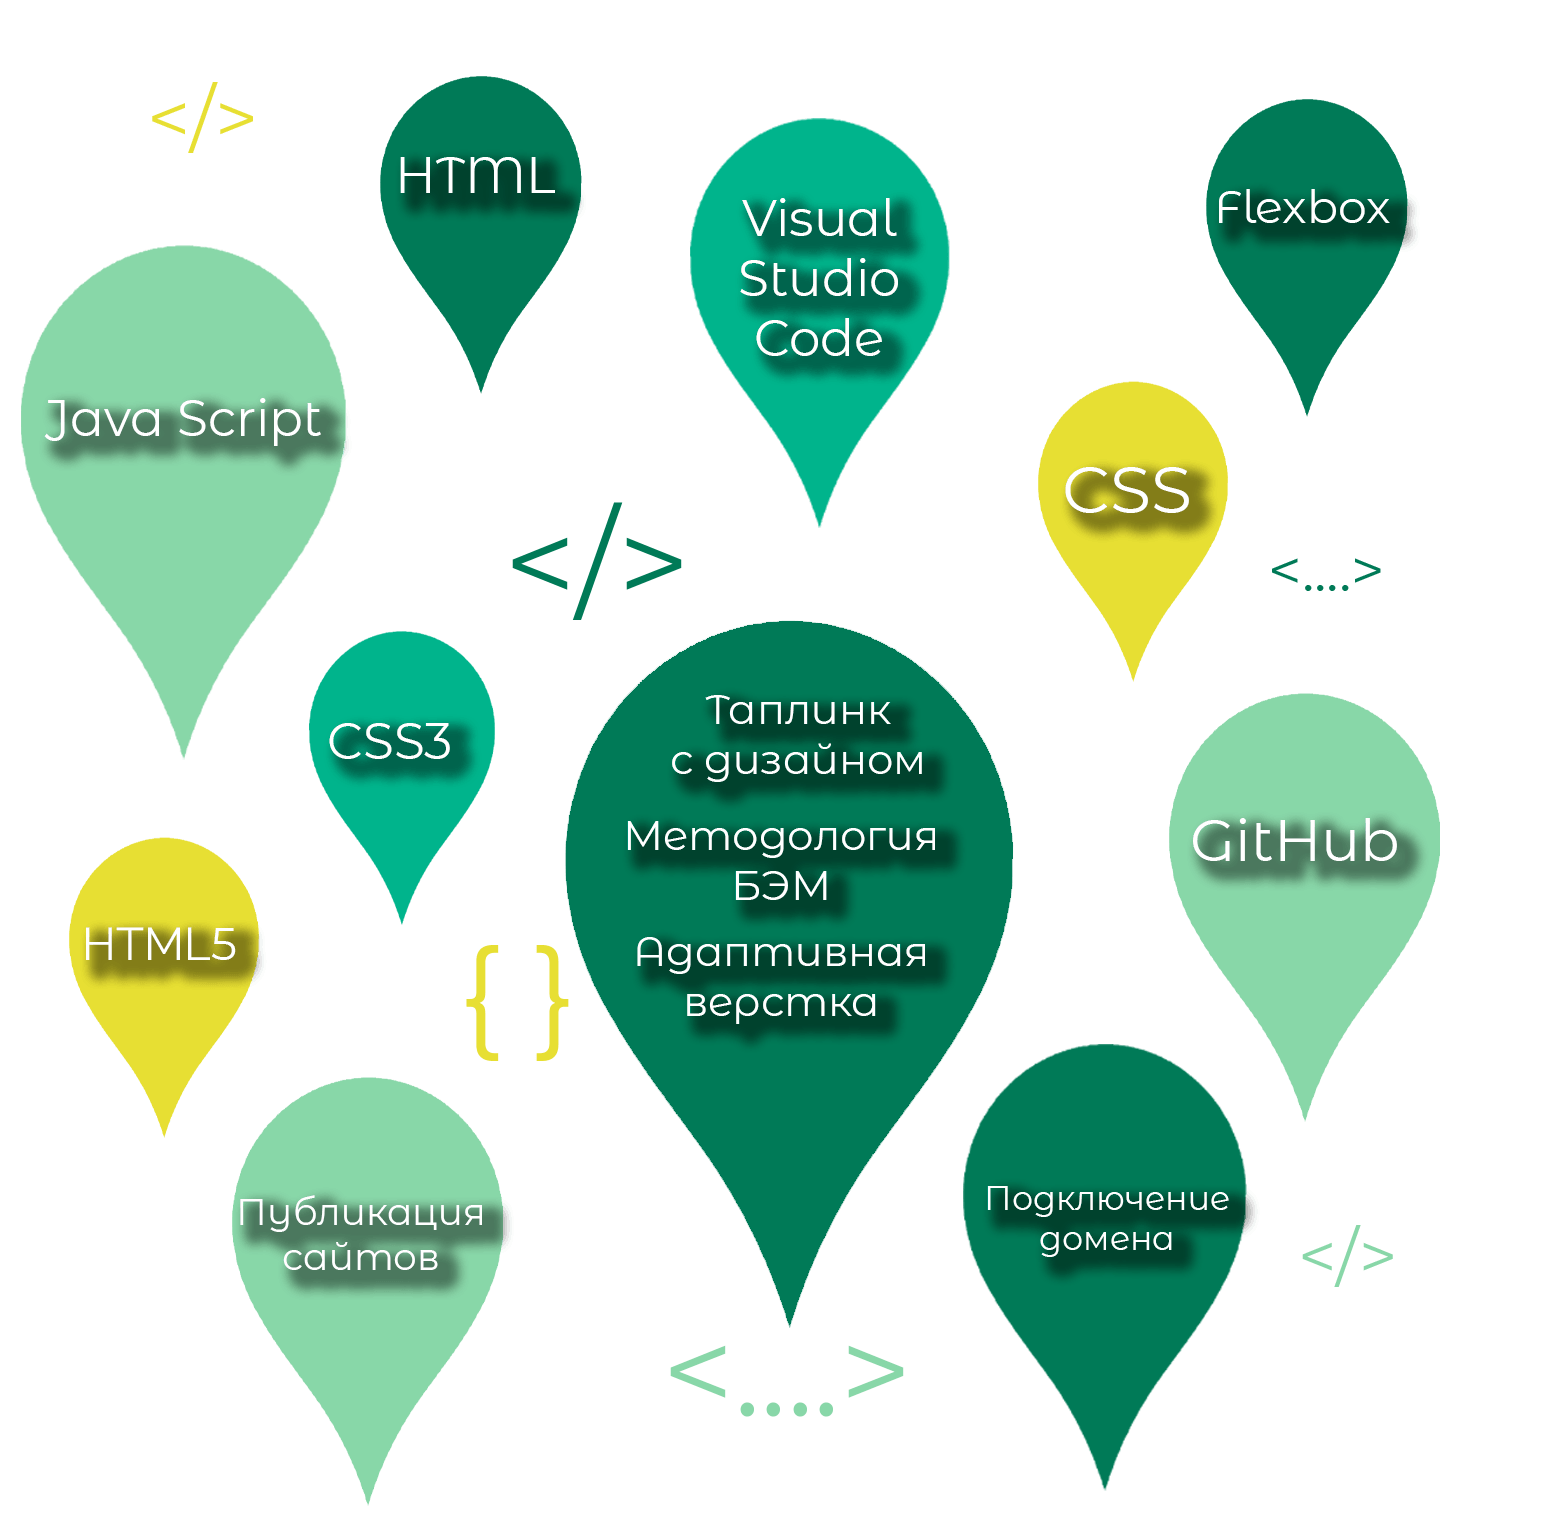 </>
HTML
Visual
Studio
Code
Flexbox
Java Script
CSS
</>
<....>
CSS3
Таплинк
с дизайном
Методология
БЭМ
Адаптивная
верстка
GitHub
HTML5
{ }
Публикация
сайтов
Подключение
домена
</>
<....>